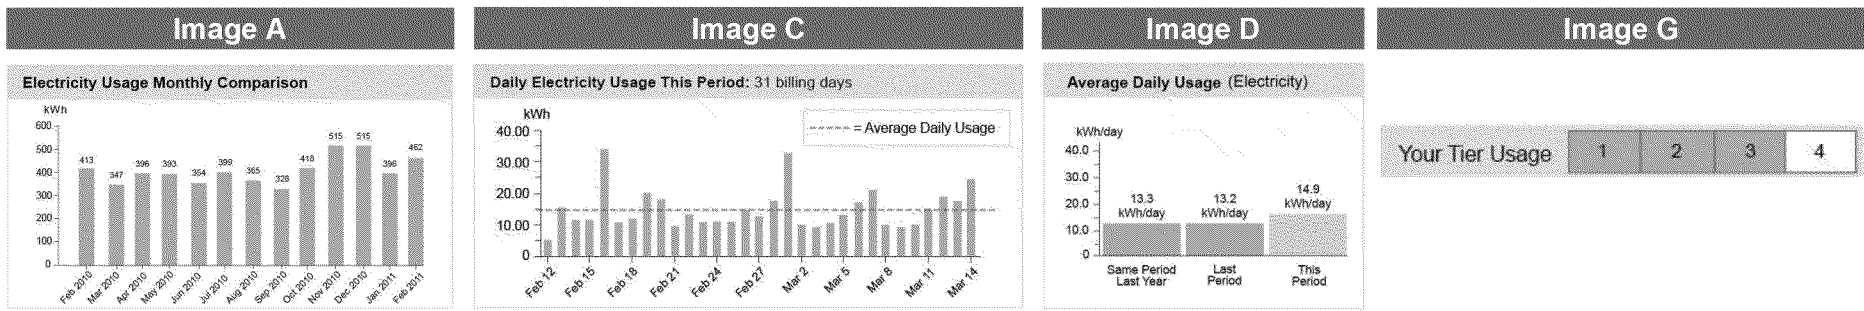 Image A
Electricity Usage Monthly Comparison
kWh
600
500
400
300
200
100
0
413
347
396
393
354
399
365
328
418
515
515
396
462
Feb 2010
Mar 2010
Apr 2010
May 2010
Jun 2010
Jul 2010
Aug 2010
Sep 2010
Oct 2010
Nov 2010
Dec 2010
Jan 2011
Feb 2011
Image C
Daily Electricity Usage This Period: 31 billing days
kWh
= Average Daily Usage
40.00
30.00
20.00
10.00
0
Feb 12
Feb 15
Feb 18
Feb 21
Feb 24
Feb 27
Mar 2
Mar 5
Mar 8
Mar 11
Mar 14
Image D
Average Daily Usage (Electricity)
kWh/day
40.0
30.0
20.0
10.0
0
13.3
kWh/day
13.2
kWh/day
14.9
kWh/day
Same Period
Last Year
Last
Period
This
Period
Image G
Your Tier Usage 1 2 3 4